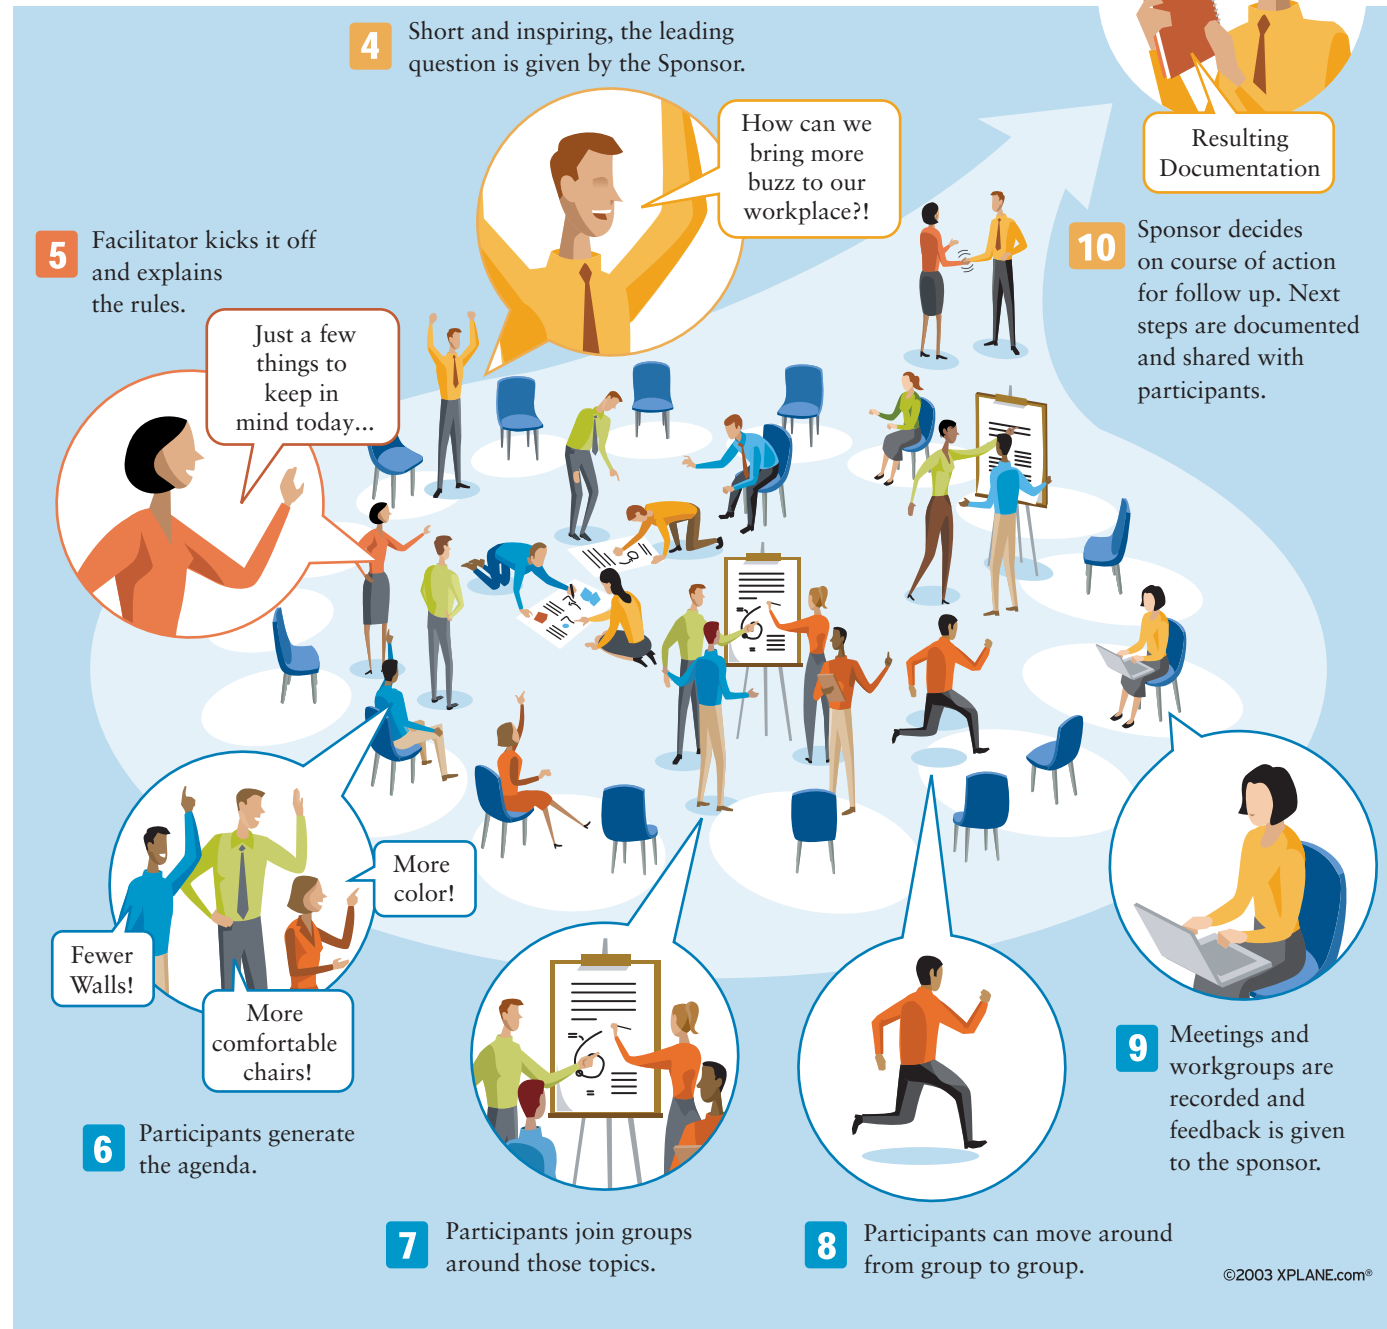 4
Short and inspiring, the leading
question is given by the Sponsor.
How can we
bring more
buzz to our
workplace?!
Resulting
Documentation
5
Facilitator kicks it off
and explains
the rules.
Just a few
things to
keep in
mind today...
10
Sponsor decides
on course of action
for follow up. Next
steps are documented
and shared with
participants.
More
color!
Fewer
Walls!
More
comfortable
chairs!
6
Participants generate
the agenda.
7
Participants join groups
around those topics.
8
Participants can move around
from group to group.
9
Meetings and
workgroups are
recorded and
feedback is given
to the sponsor.
©2003 XPLANE.com®